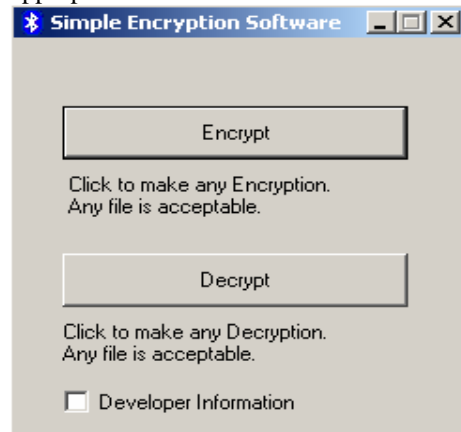 Simple Encryption Software
Encrypt
Click to make any Encryption.
Any file is acceptable.
Decrypt
Click to make any Decryption.
Any file is acceptable.
Developer Information